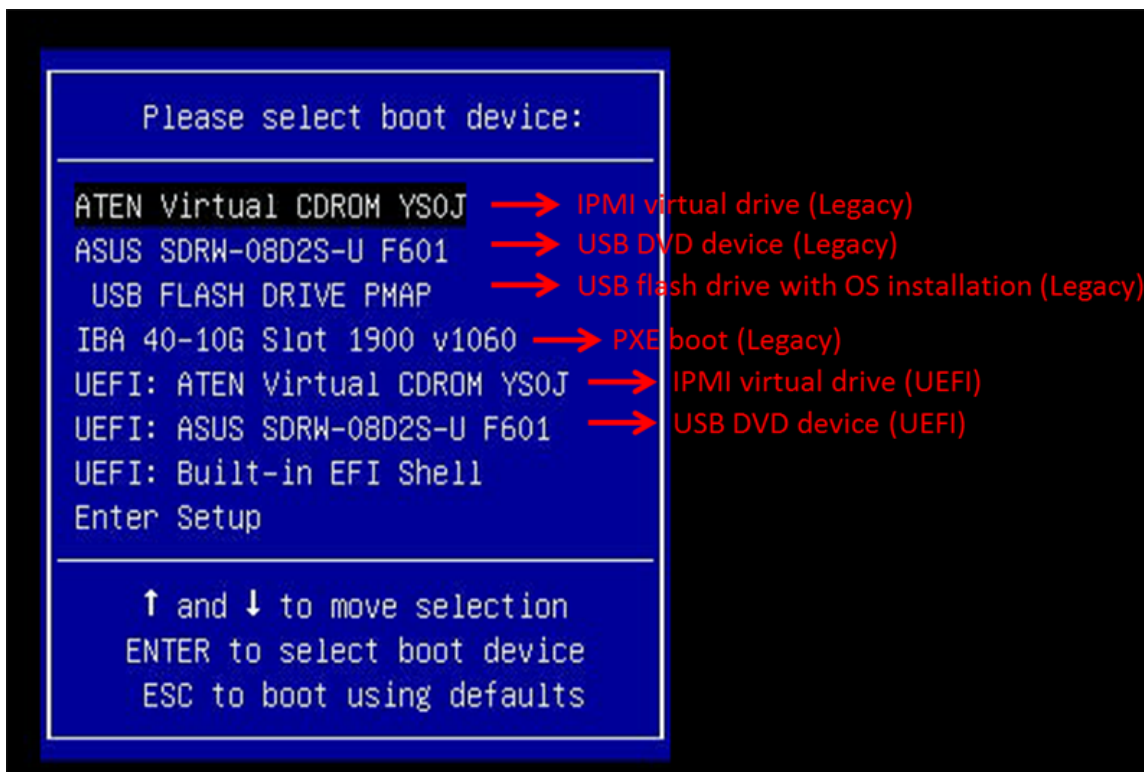 Please select boot device:
ATEN Virtual CDROM YS0J → IPMI virtual drive (Legacy)
ASUS SDRW-08D2S-U F601 → USB DVD device (Legacy)
USB FLASH DRIVE PMAP → USB flash drive with OS installation (Legacy)
IBA 40-10G Slot 1900 v1060 → PXE boot (Legacy)
UEFI: ATEN Virtual CDROM YS0J → IPMI virtual drive (UEFI)
UEFI: ASUS SDRW-08D2S-U F601 → USB DVD device (UEFI)
UEFI: Built-in EFI Shell
Enter Setup
↑ and ↓ to move selection
ENTER to select boot device
ESC to boot using defaults